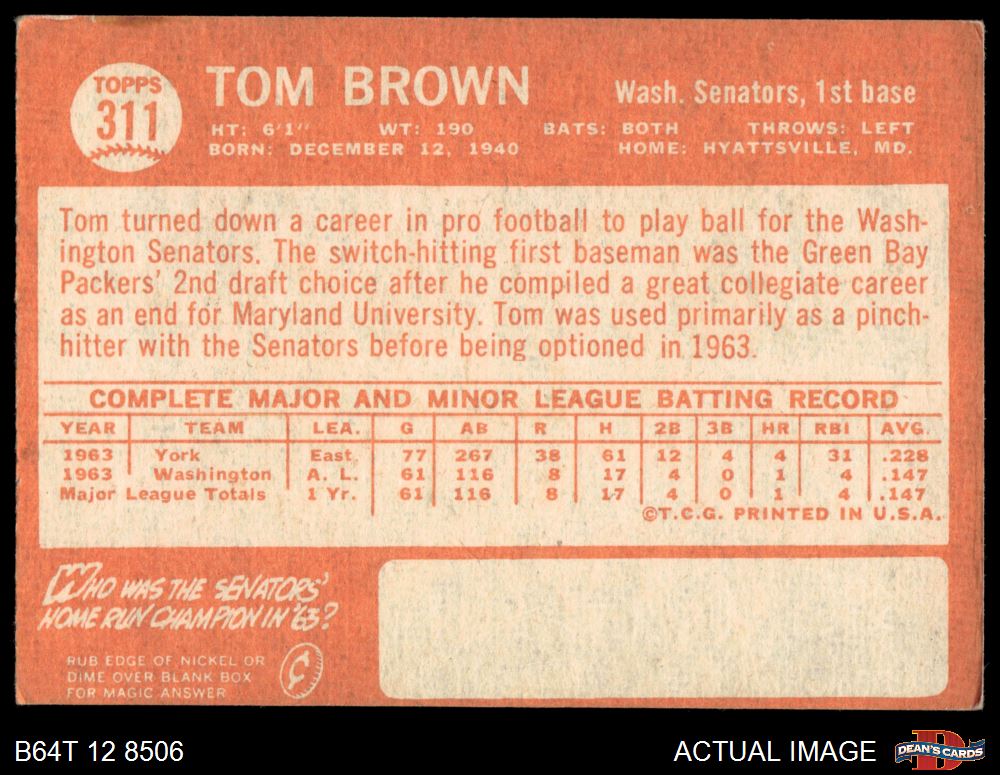 TOPPS
311
TOM BROWN
Wash. Senators, 1st base
HT: 6'1" WT: 190 BATS: BOTH THROWS: LEFT
BORN: DECEMBER 12, 1940 HOME: HYATTSVILLE, MD.
Tom turned down a career in pro football to play ball for the Wash-
ington Senators. The switch-hitting first baseman was the Green Bay
Packers' 2nd draft choice after he compiled a great collegiate career
as an end for Maryland University. Tom was used primarily as a pinch-
hitter with the Senators before being optioned in 1963.
COMPLETE MAJOR AND MINOR LEAGUE BATTING RECORD
YEAR TEAM LEA. G AB R H 2B 3B HR RBI AVG.
1963 York East. 77 267 38 61 12 4 4 31 .228
1963 Washington A. L. 61 116 8 17 4 0 1 4 .147
Major League Totals 1 Yr. 61 116 8 17 4 0 1 4 .147
©T.C.G. PRINTED IN U.S.A.
WHO WAS THE SENATORS'
HOME RUN CHAMPION IN '63?
RUB EDGE OF NICKEL OR
DIME OVER BLANK BOX
FOR MAGIC ANSWER
B64T 12 8506
ACTUAL IMAGE
DEAN'S CARDS